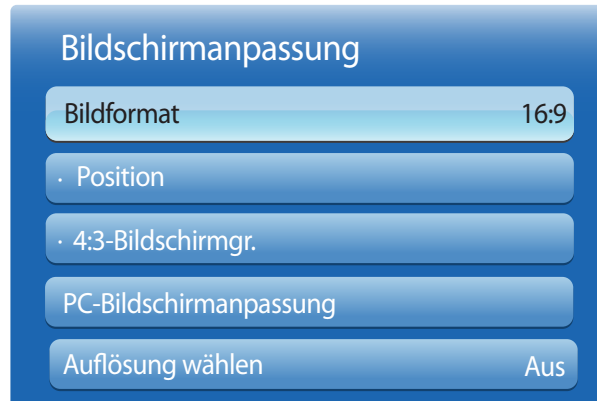 Bildschirmanpassung
Bildformat 16:9
· Position
· 4:3-Bildschirmgr.
PC-Bildschirmanpassung
Auflösung wählen Aus